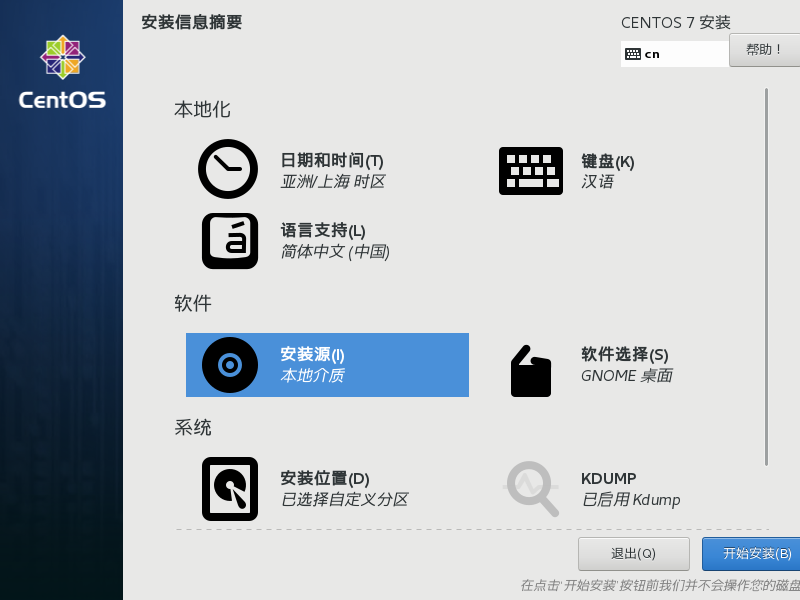 安装信息摘要
CENTOS 7 安装
cn
帮助！
CentOS
本地化
日期和时间(T)
亚洲/上海 时区
键盘(K)
汉语
语言支持(L)
简体中文 (中国)
软件
安装源(I)
本地介质
软件选择(S)
GNOME 桌面
系统
安装位置(D)
已选择自定义分区
KDUMP
已启用 Kdump
退出(Q)
开始安装(B)
在点击'开始安装'按钮前我们并不会操作您的磁盘